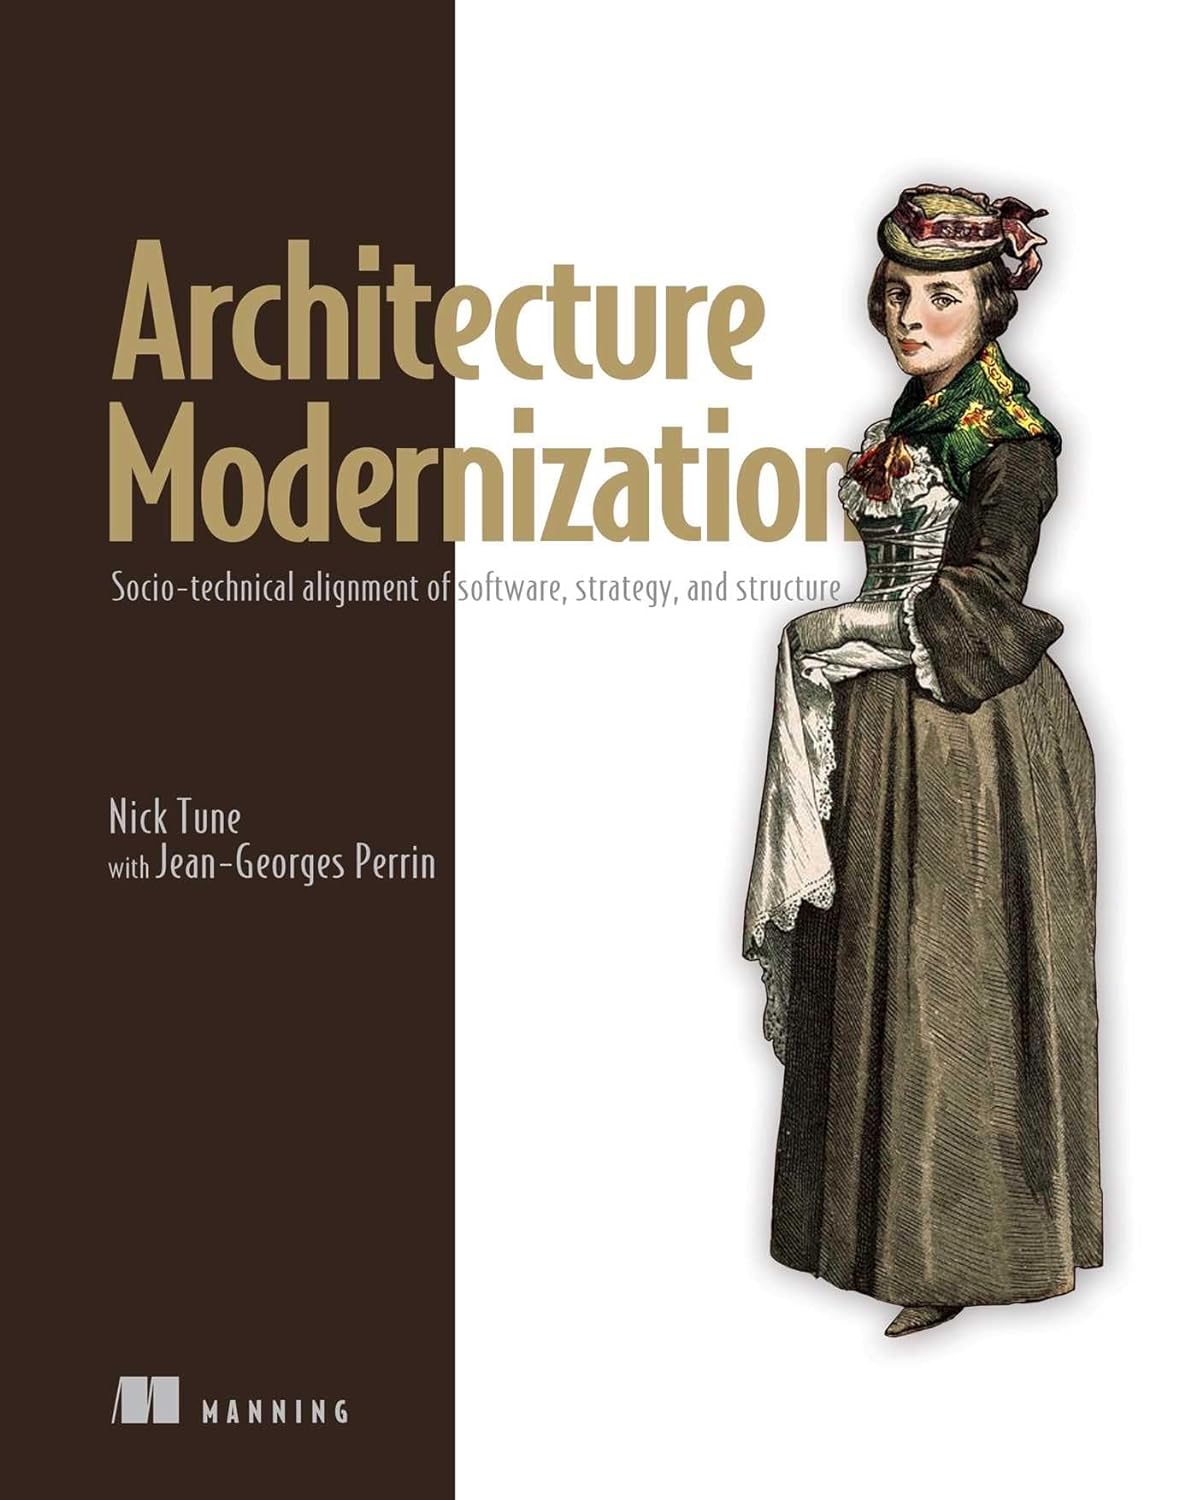 Architecture
Modernization
Socio-technical alignment of software, strategy, and structure
Nick Tune
with Jean-Georges Perrin
MANNING